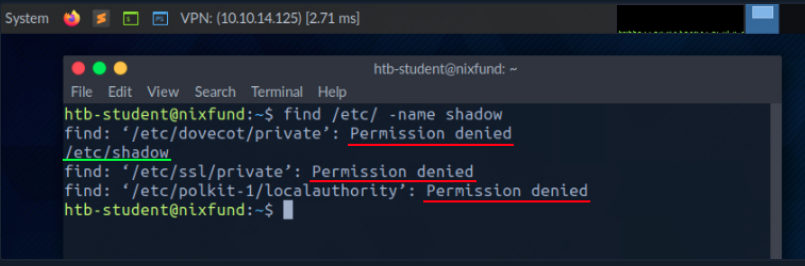 System VPN: (10.10.14.125) [2.71 ms]
htb-student@nixfund: ~
File Edit View Search Terminal Help
htb-student@nixfund:~$ find /etc/ -name shadow
find: ‘/etc/dovecot/private’: Permission denied
/etc/shadow
find: ‘/etc/ssl/private’: Permission denied
find: ‘/etc/polkit-1/localauthority’: Permission denied
htb-student@nixfund:~$